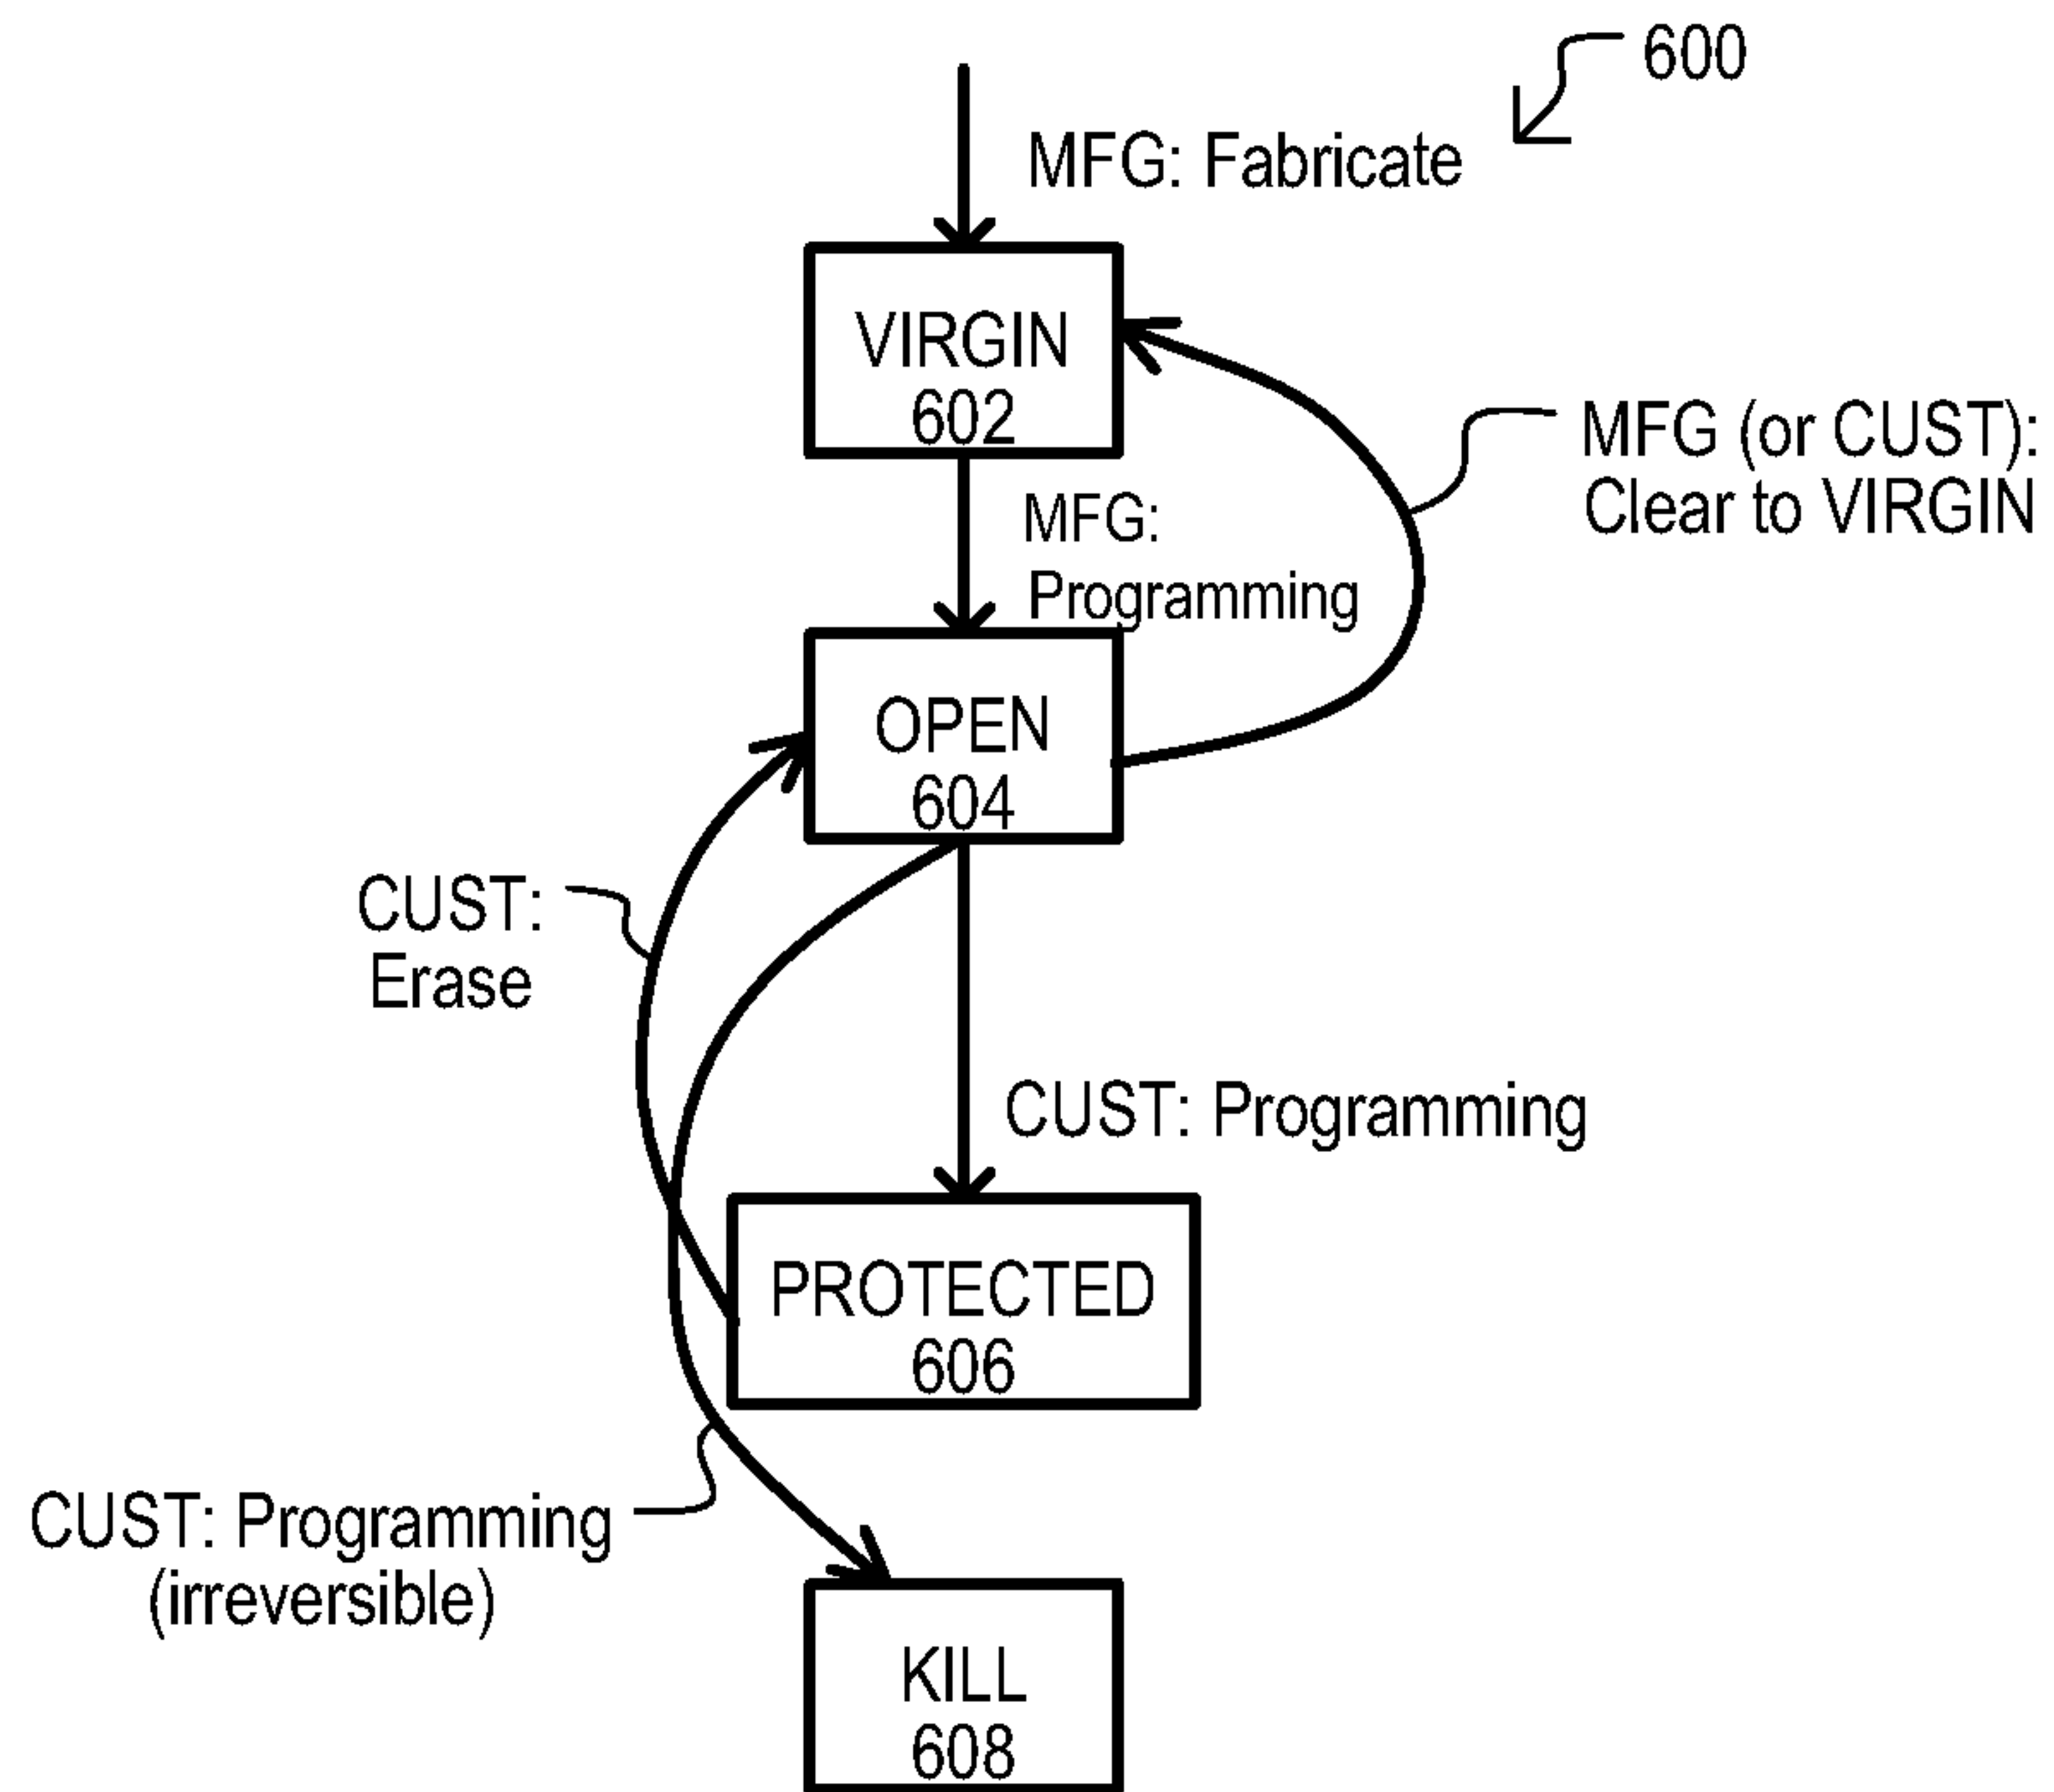 600
MFG: Fabricate
VIRGIN
602
MFG (or CUST):
Clear to VIRGIN
MFG:
Programming
OPEN
604
CUST:
Erase
CUST: Programming
PROTECTED
606
CUST: Programming
(irreversible)
KILL
608